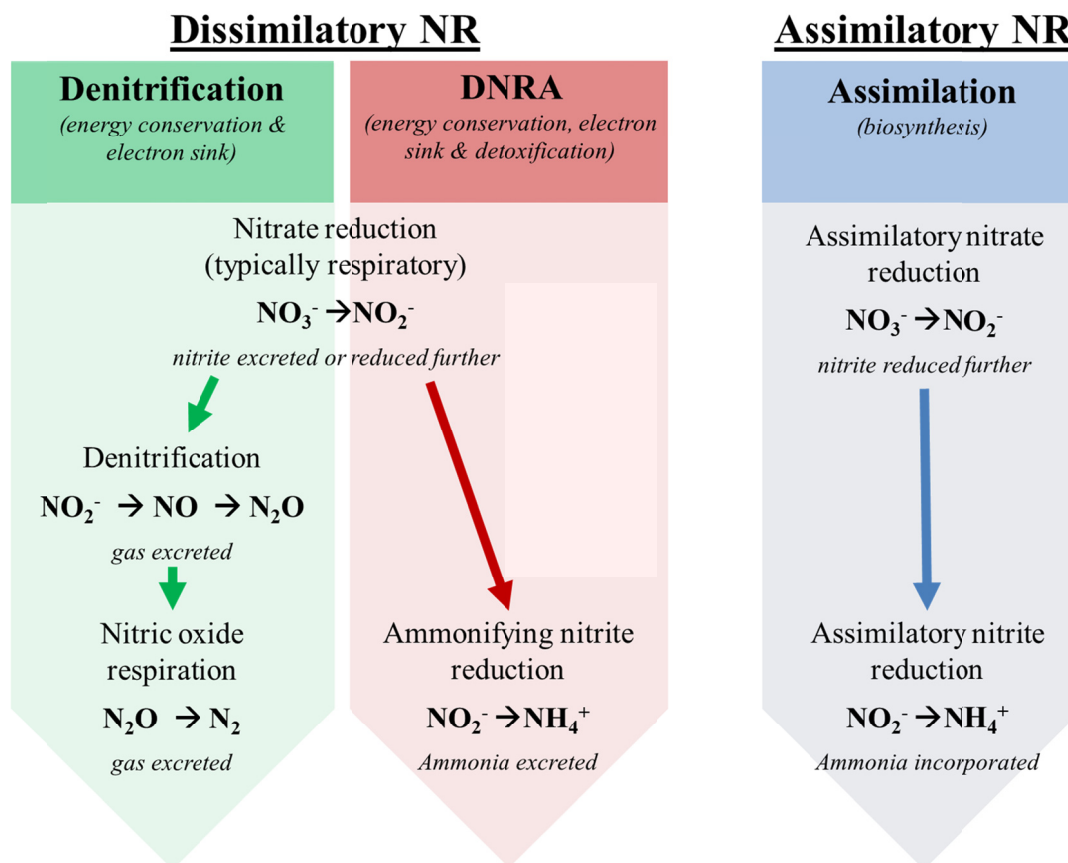 Dissimilatory NR
Assimilatory NR
Denitrification
(energy conservation &
electron sink)
DNRA
(energy conservation, electron
sink & detoxification)
Assimilation
(biosynthesis)
Nitrate reduction
(typically respiratory)
NO₃⁻ →NO₂⁻
nitrite excreted or reduced further
Denitrification
NO₂⁻ → NO → N₂O
gas excreted
Nitric oxide
respiration
N₂O → N₂
gas excreted
Ammonifying nitrite
reduction
NO₂⁻→NH₄⁺
Ammonia excreted
Assimilatory nitrate
reduction
NO₃⁻ →NO₂⁻
nitrite reduced further
Assimilatory nitrite
reduction
NO₂⁻→NH₄⁺
Ammonia incorporated